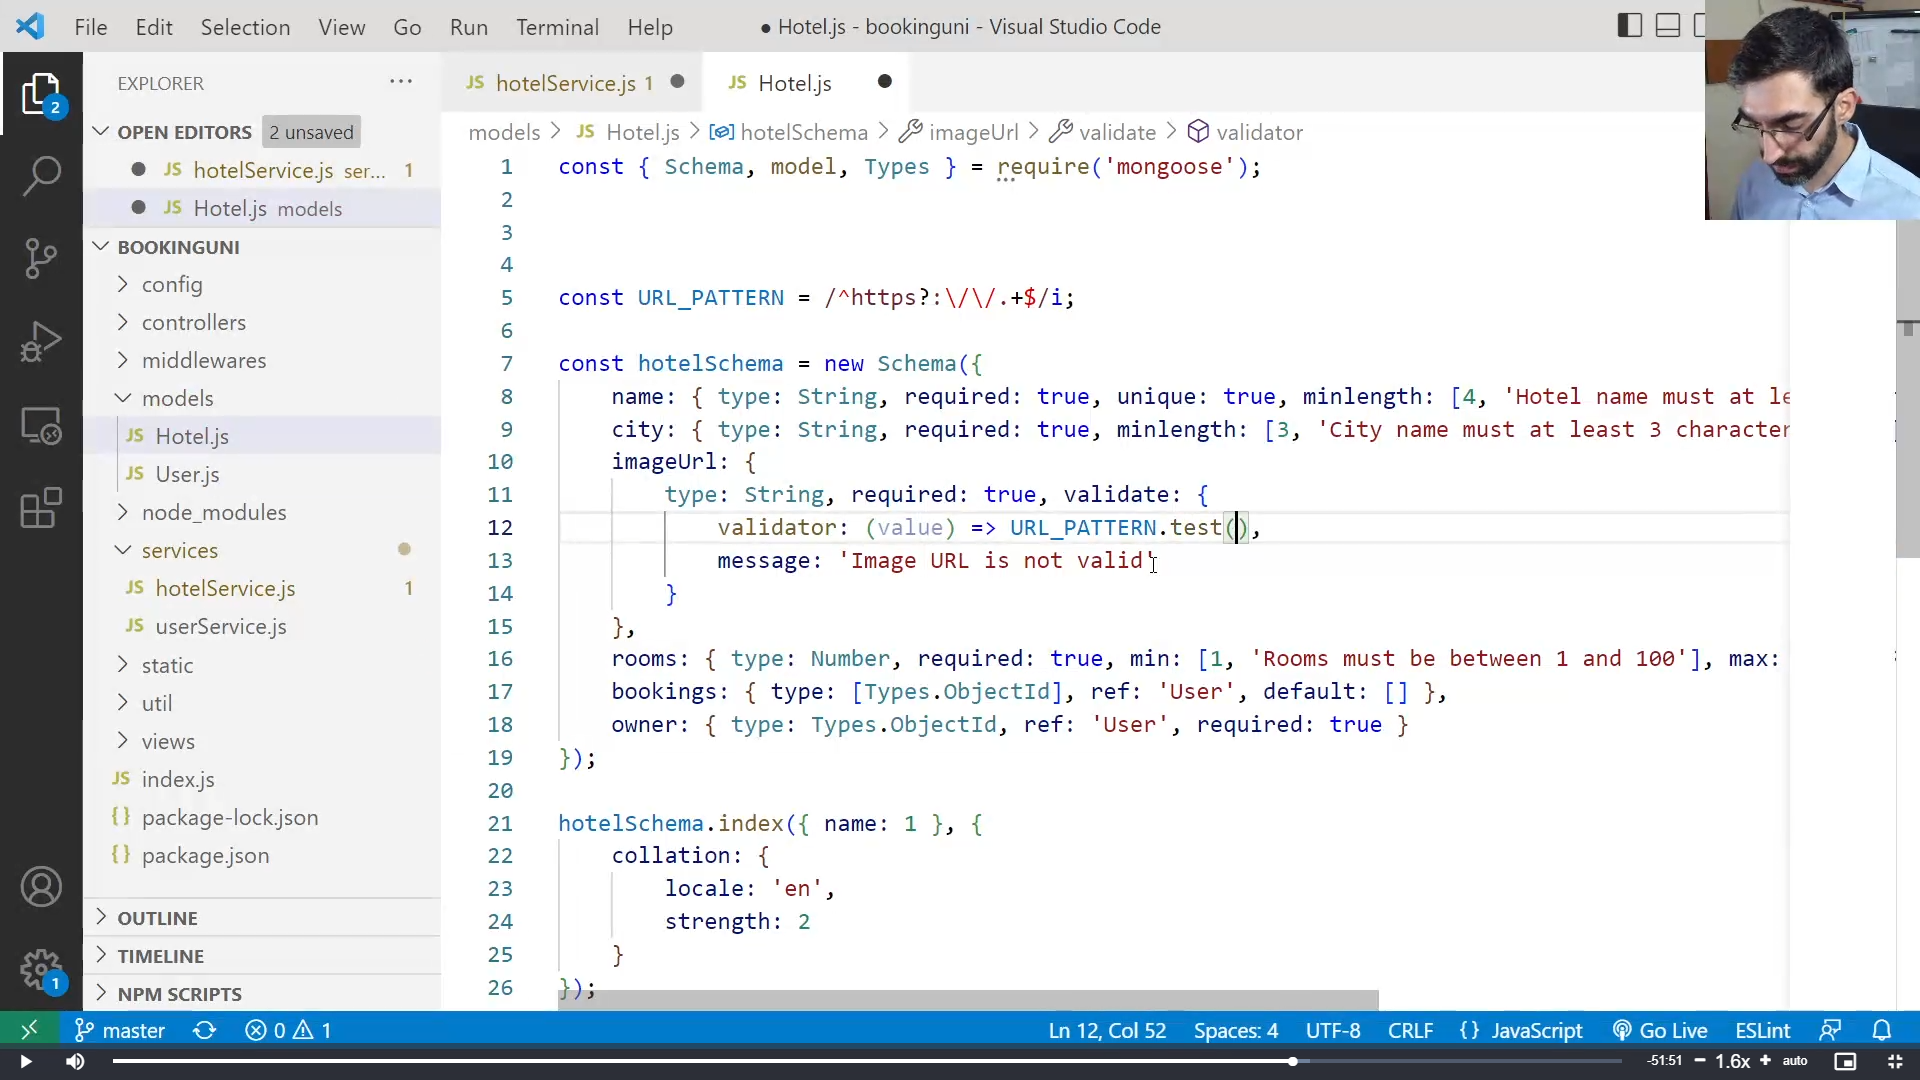 File Edit Selection View Go Run Terminal Help
● Hotel.js - bookinguni - Visual Studio Code
EXPLORER
OPEN EDITORS 2 unsaved
JS hotelService.js ser... 1
JS Hotel.js models
BOOKINGUNI
config
controllers
middlewares
models
JS Hotel.js
JS User.js
node_modules
services
JS hotelService.js 1
JS userService.js
static
util
views
JS index.js
{} package-lock.json
{} package.json
OUTLINE
TIMELINE
NPM SCRIPTS
2
1
JS hotelService.js 1
JS Hotel.js
models > JS Hotel.js > hotelSchema > imageUrl > validate > validator
1 const { Schema, model, Types } = require('mongoose');
2
3
4
5 const URL_PATTERN = /^https?:\/\/.+$/i;
6
7 const hotelSchema = new Schema({
8 name: { type: String, required: true, unique: true, minlength: [4, 'Hotel name must at le
9 city: { type: String, required: true, minlength: [3, 'City name must at least 3 character
10 imageUrl: {
11 type: String, required: true, validate: {
12 validator: (value) => URL_PATTERN.test(),
13 message: 'Image URL is not valid'
14 }
15 },
16 rooms: { type: Number, required: true, min: [1, 'Rooms must be between 1 and 100'], max:
17 bookings: { type: [Types.ObjectId], ref: 'User', default: [] },
18 owner: { type: Types.ObjectId, ref: 'User', required: true }
19 });
20
21 hotelSchema.index({ name: 1 }, {
22 collation: {
23 locale: 'en',
24 strength: 2
25 }
26 });
master 0 1
Ln 12, Col 52 Spaces: 4 UTF-8 CRLF {} JavaScript Go Live ESLint
-51:51 − 1.6x + auto